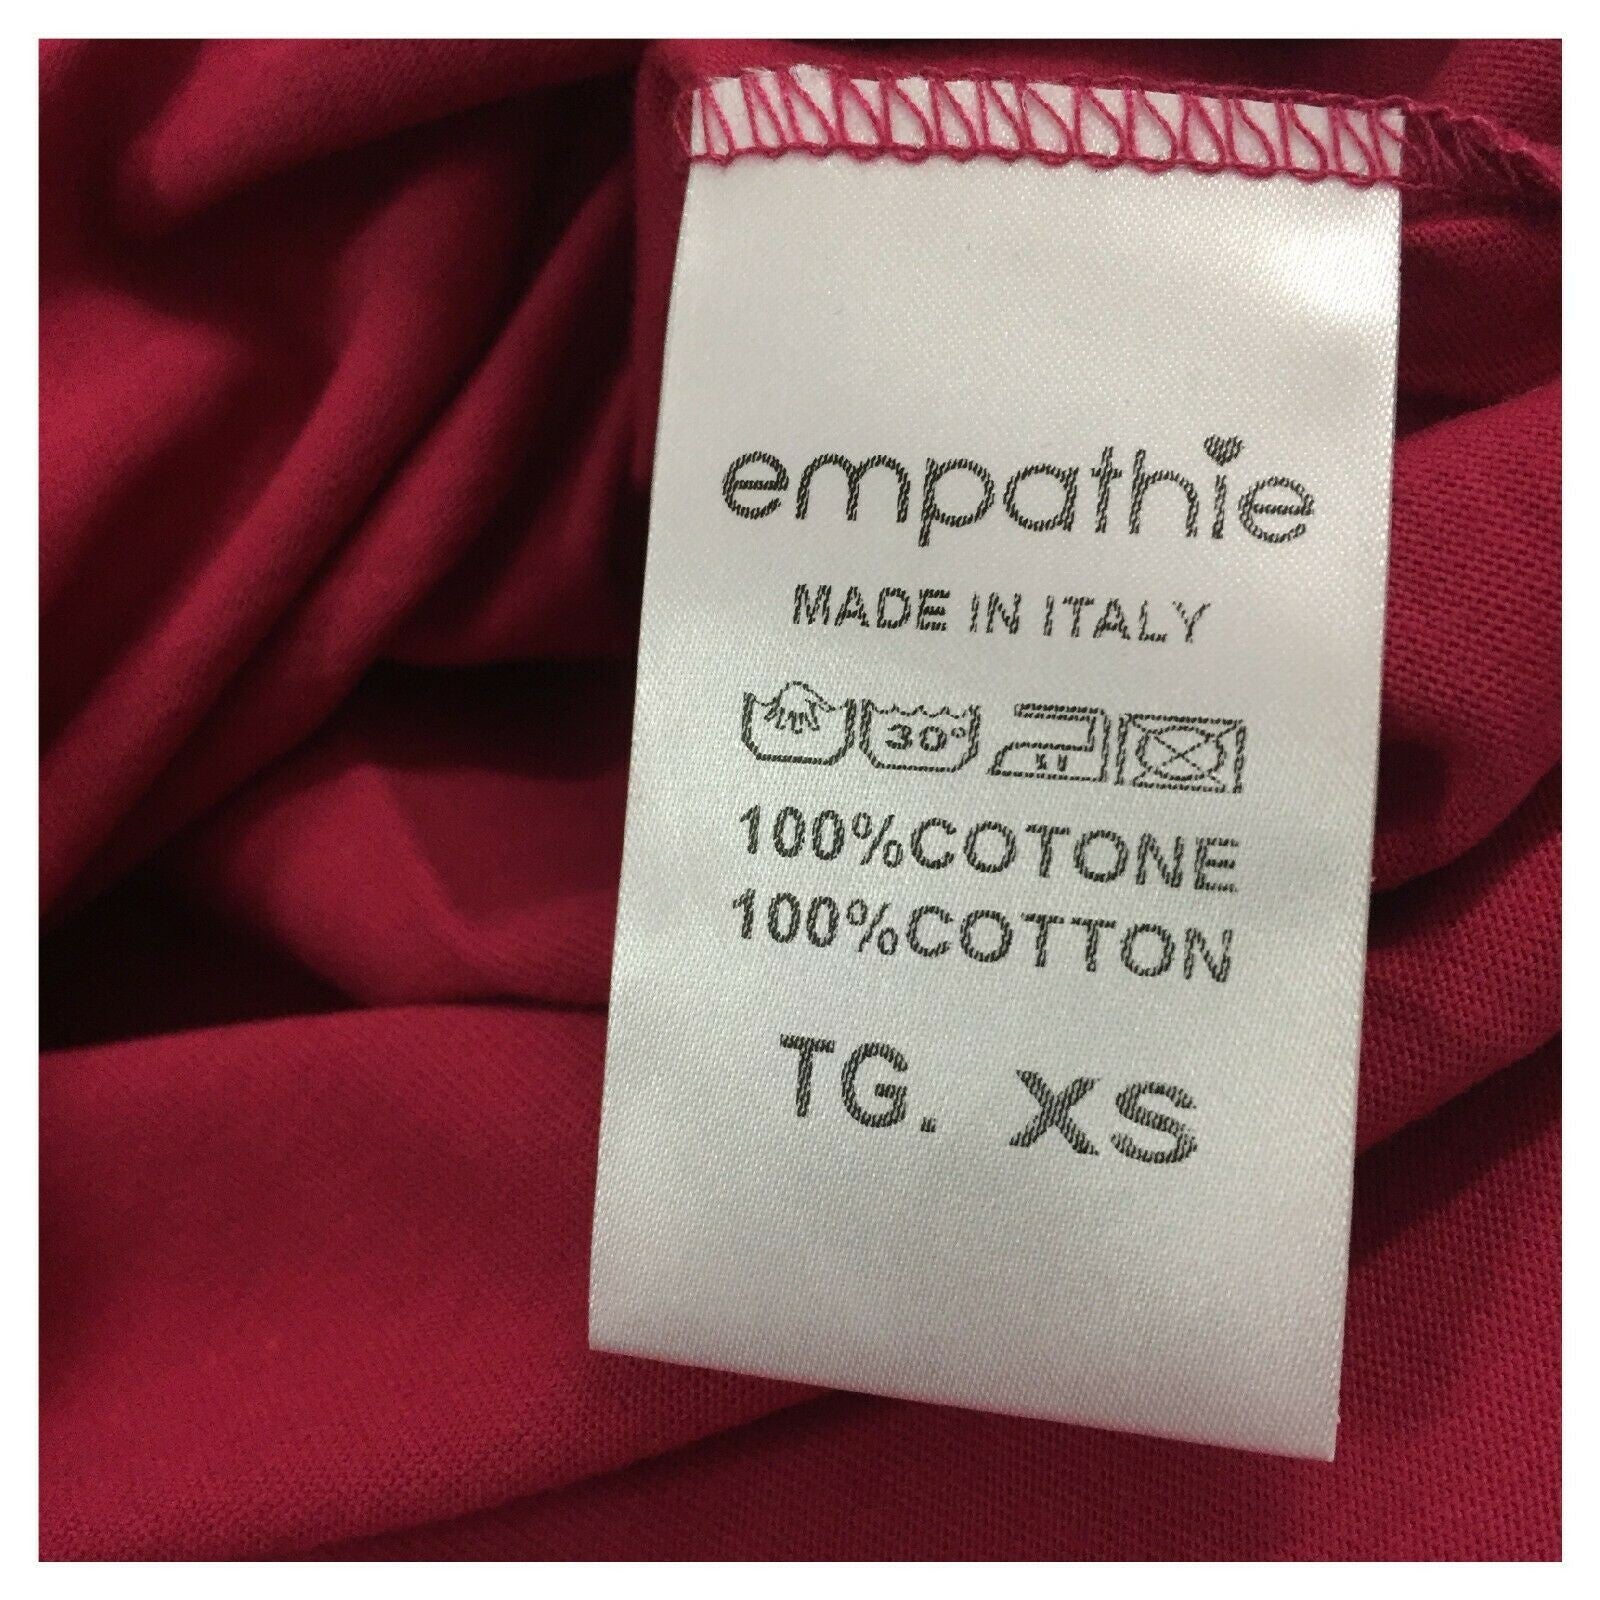 empathie
MADE IN ITALY
30°
100%COTONE
100%COTTON
TG. XS